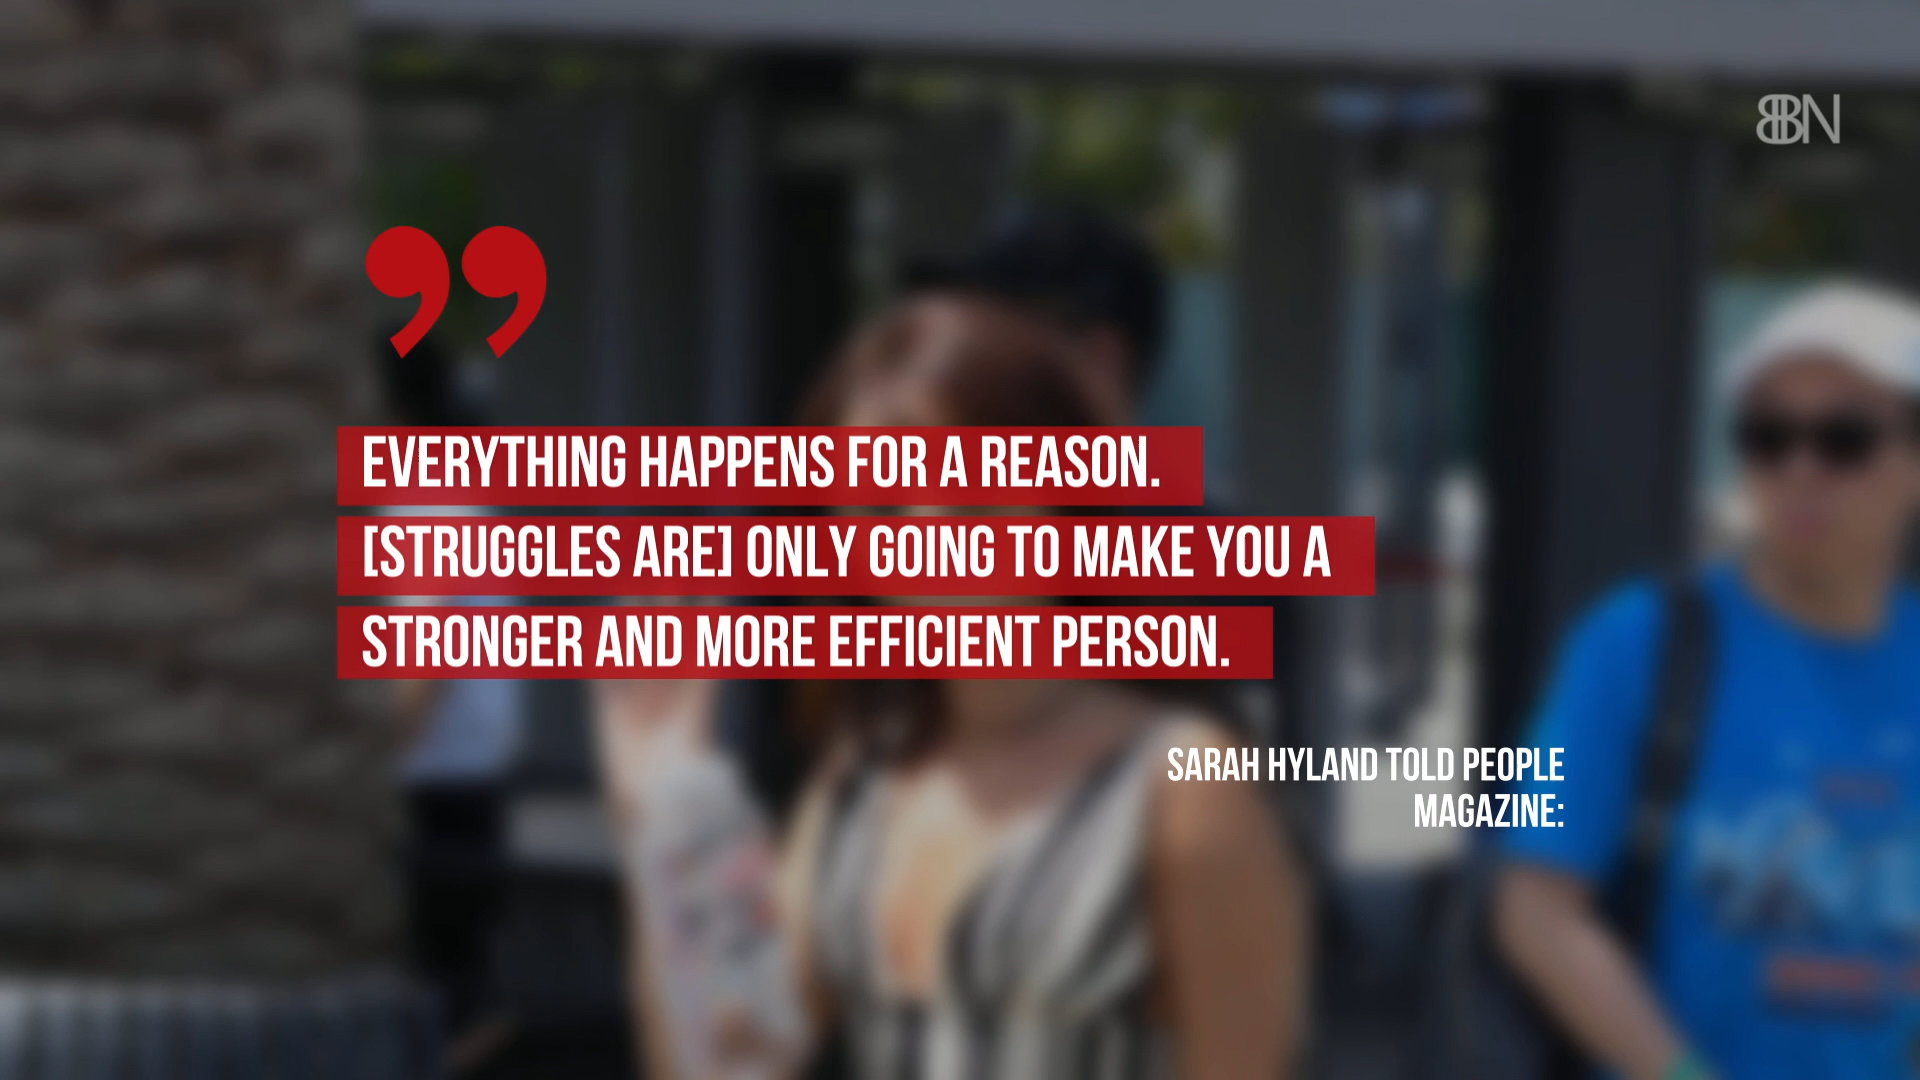 BBN
”
EVERYTHING HAPPENS FOR A REASON.
[STRUGGLES ARE] ONLY GOING TO MAKE YOU A
STRONGER AND MORE EFFICIENT PERSON.
SARAH HYLAND TOLD PEOPLE
MAGAZINE: